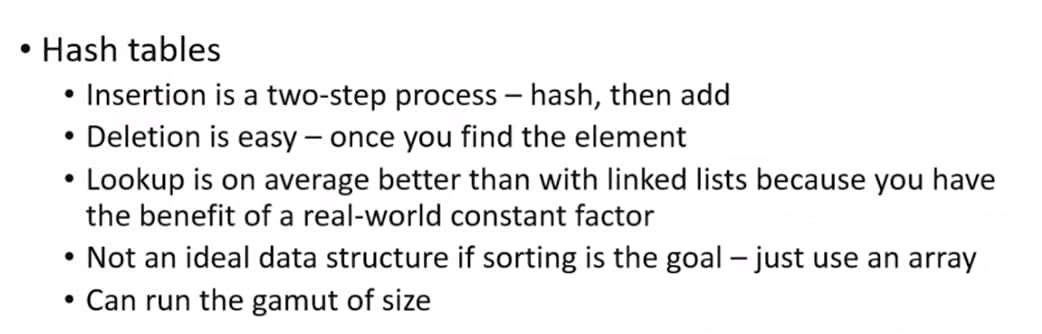 • Hash tables
• Insertion is a two-step process – hash, then add
• Deletion is easy – once you find the element
• Lookup is on average better than with linked lists because you have
the benefit of a real-world constant factor
• Not an ideal data structure if sorting is the goal – just use an array
• Can run the gamut of size